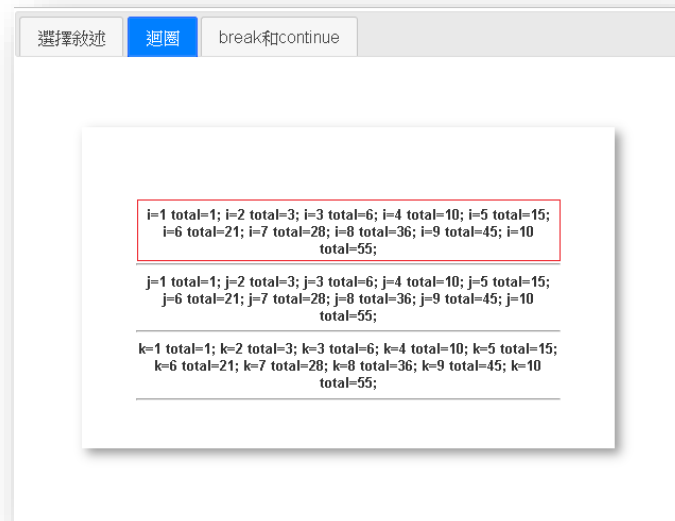 選擇敘述 迴圈 break和continue
i=1 total=1; i=2 total=3; i=3 total=6; i=4 total=10; i=5 total=15;
i=6 total=21; i=7 total=28; i=8 total=36; i=9 total=45; i=10
total=55;
j=1 total=1; j=2 total=3; j=3 total=6; j=4 total=10; j=5 total=15;
j=6 total=21; j=7 total=28; j=8 total=36; j=9 total=45; j=10
total=55;
k=1 total=1; k=2 total=3; k=3 total=6; k=4 total=10; k=5 total=15;
k=6 total=21; k=7 total=28; k=8 total=36; k=9 total=45; k=10
total=55;